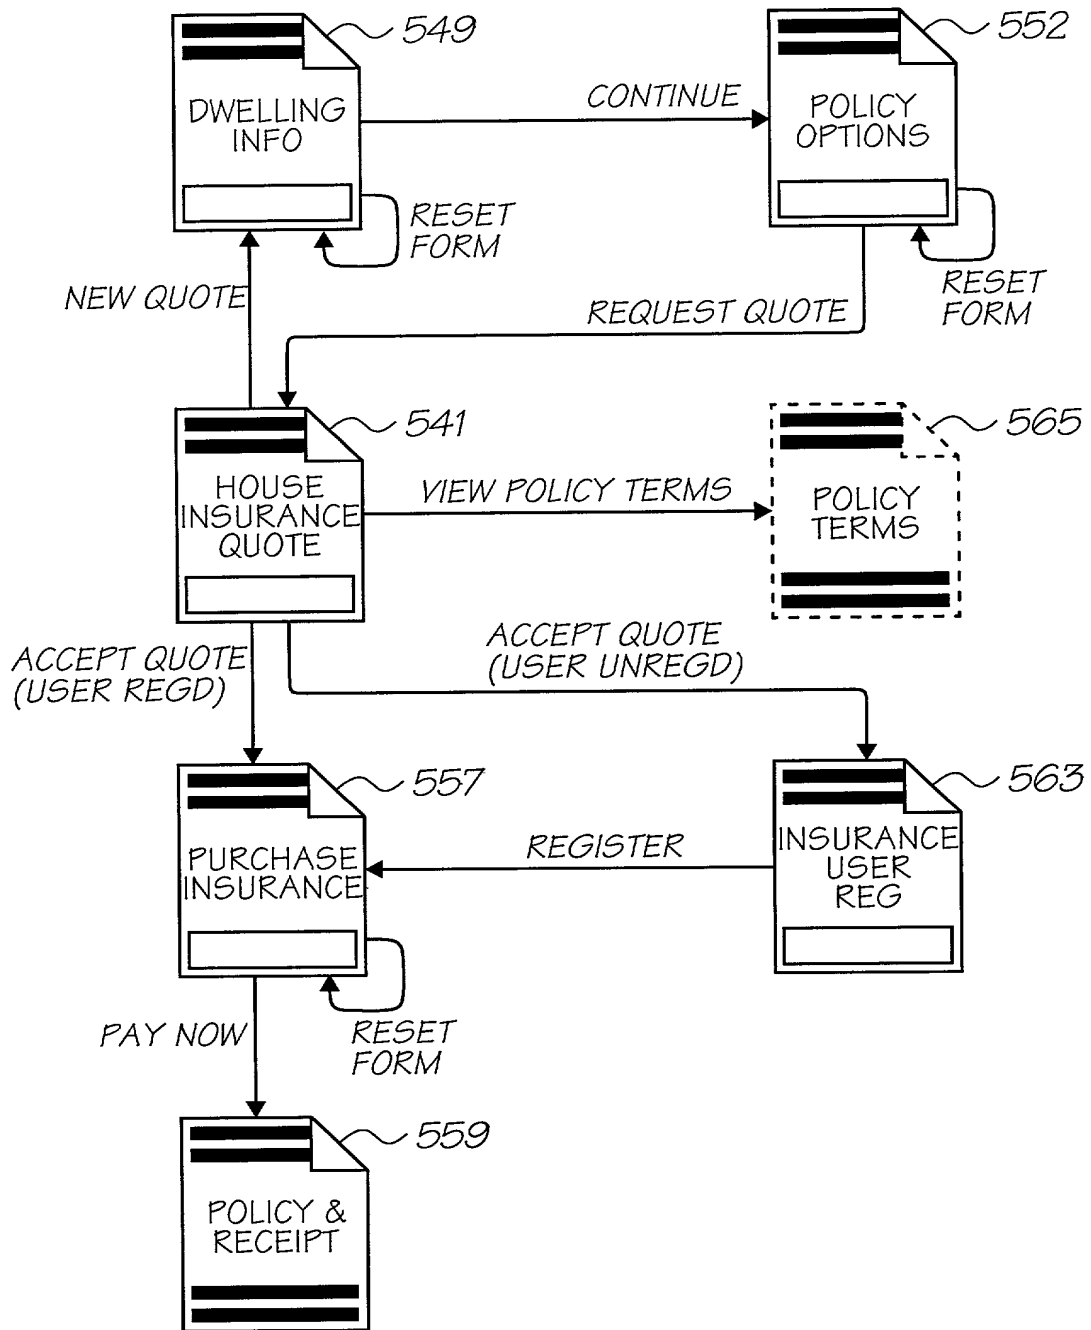 549
552
DWELLING
INFO
CONTINUE
POLICY
OPTIONS
RESET
FORM
RESET
FORM
NEW QUOTE
REQUEST QUOTE
541
565
HOUSE
INSURANCE
QUOTE
VIEW POLICY TERMS
POLICY
TERMS
ACCEPT QUOTE
(USER REGD)
ACCEPT QUOTE
(USER UNREGD)
557
563
PURCHASE
INSURANCE
REGISTER
INSURANCE
USER
REG
PAY NOW
RESET
FORM
559
POLICY &
RECEIPT